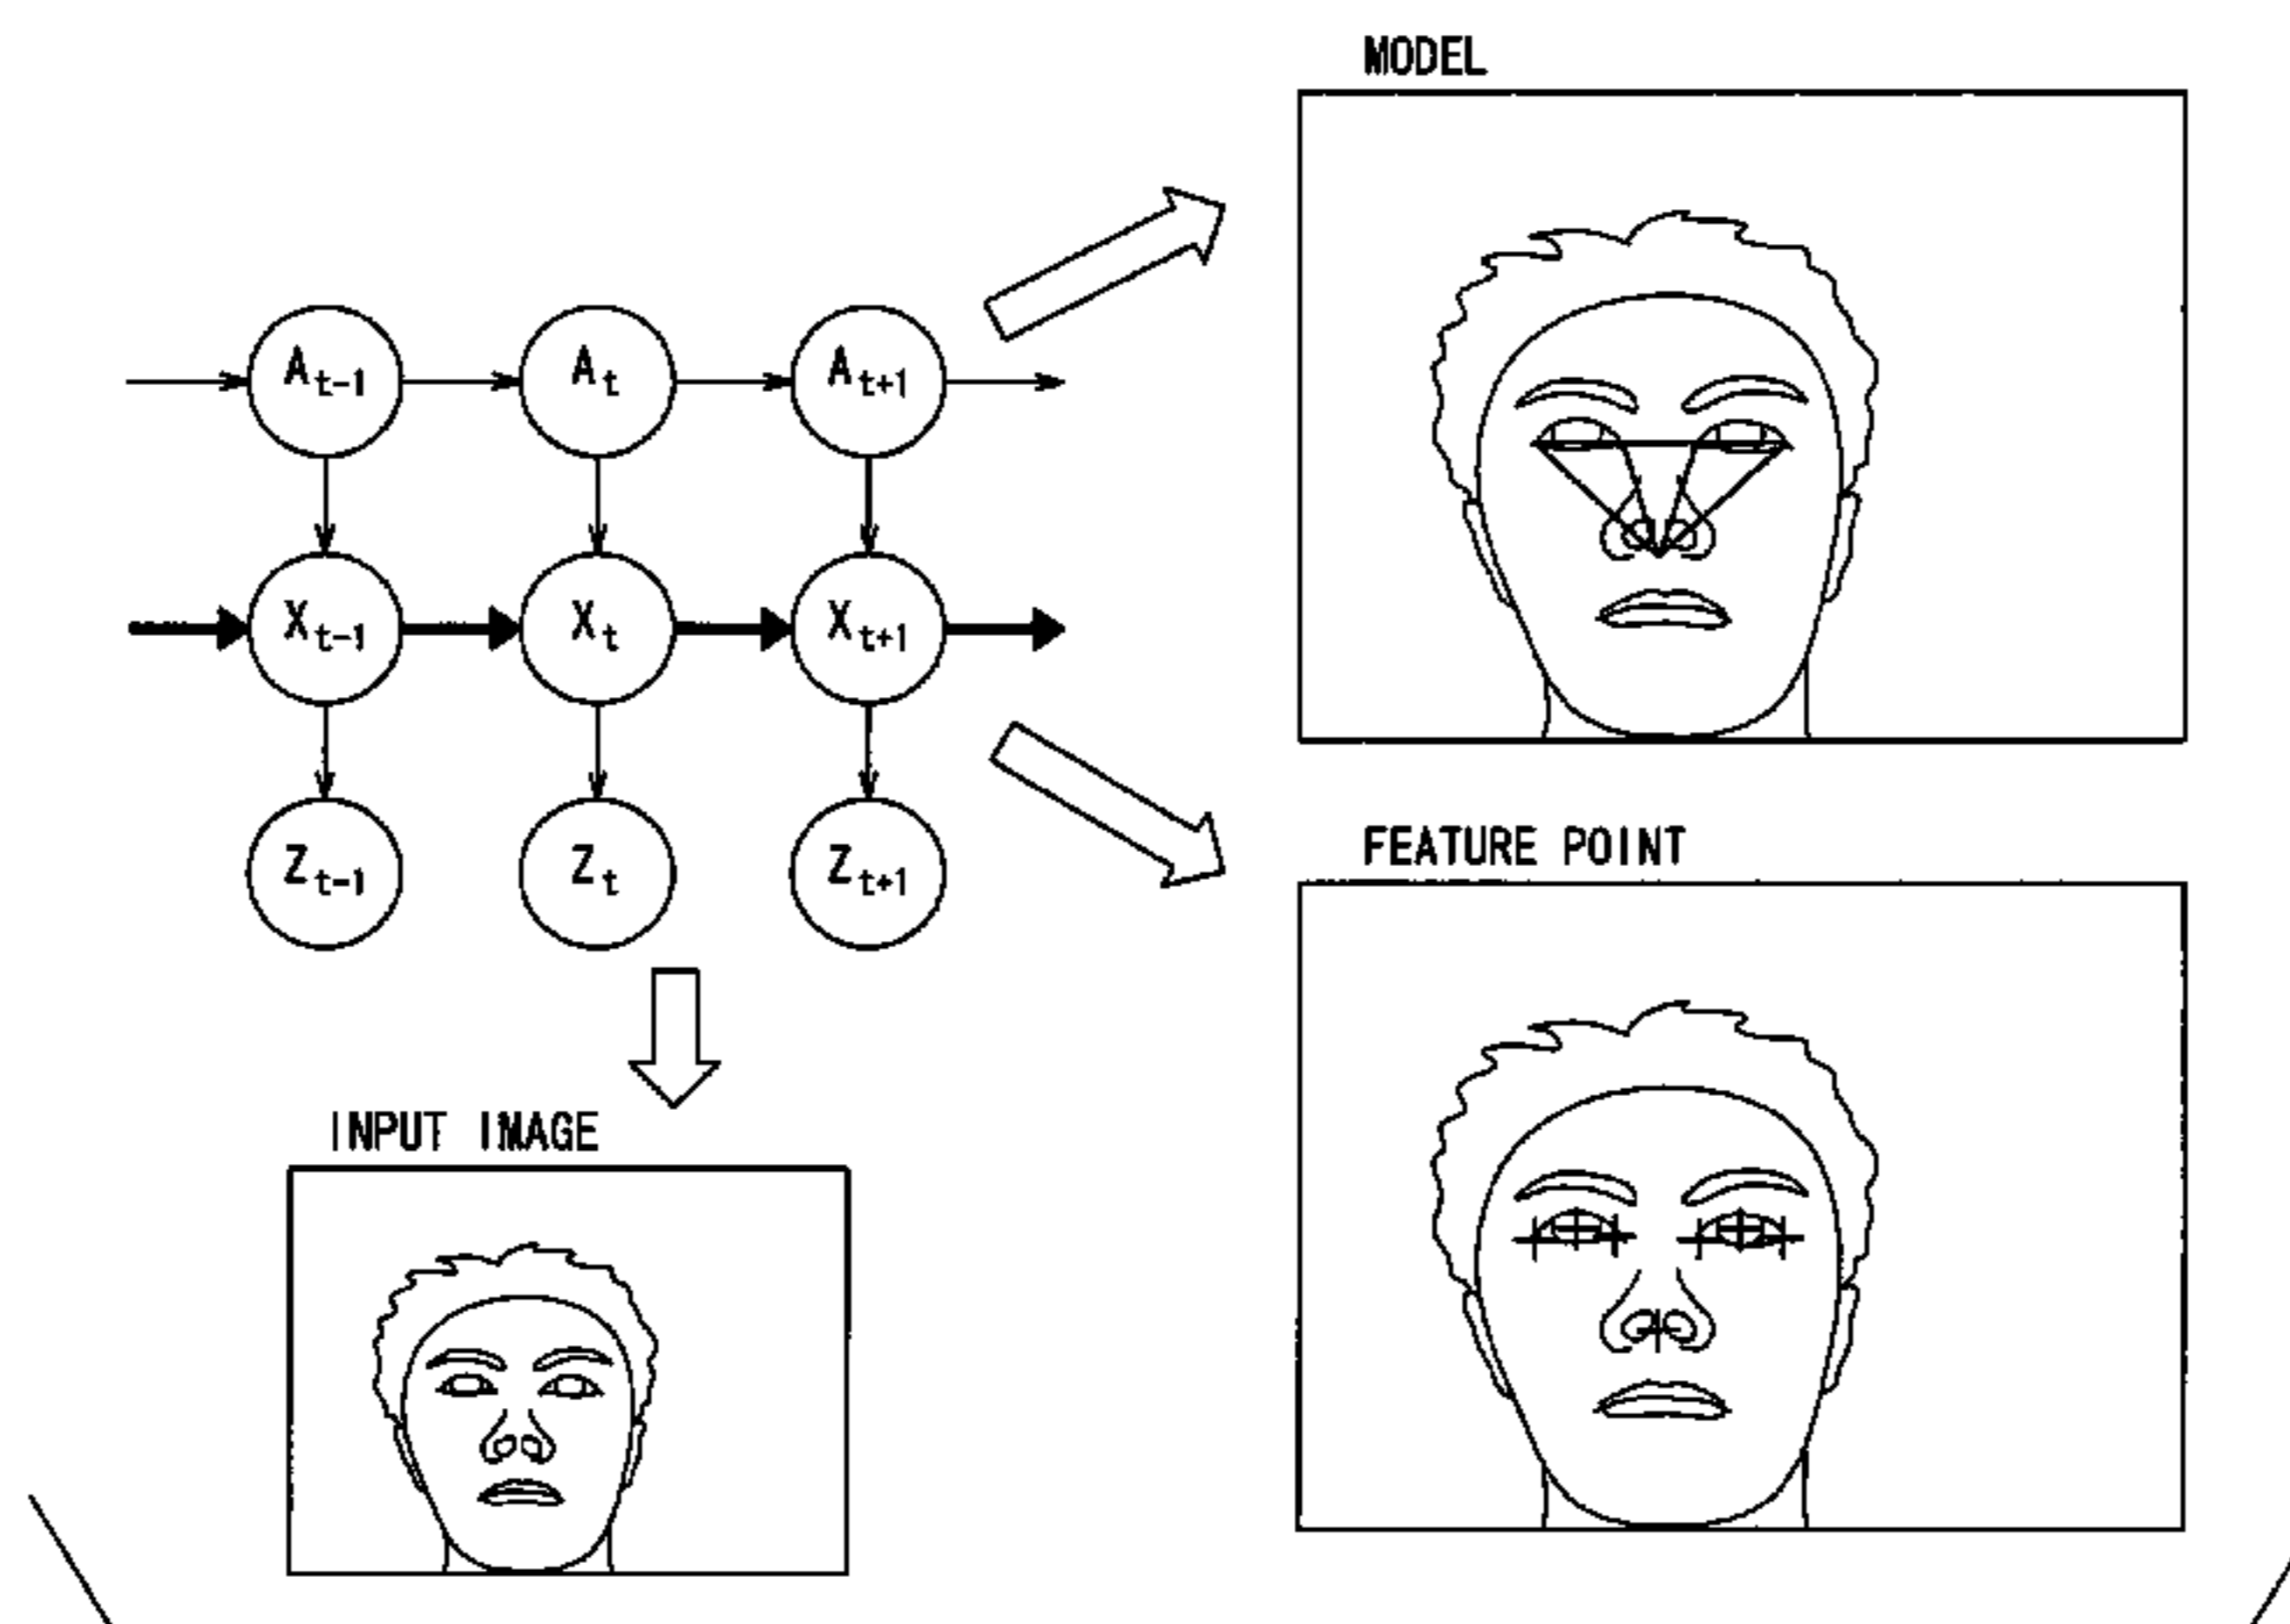 MODEL
A t-1 A t A t+1
X t-1 X t X t+1
Z t-1 Z t Z t+1
FEATURE POINT
INPUT IMAGE